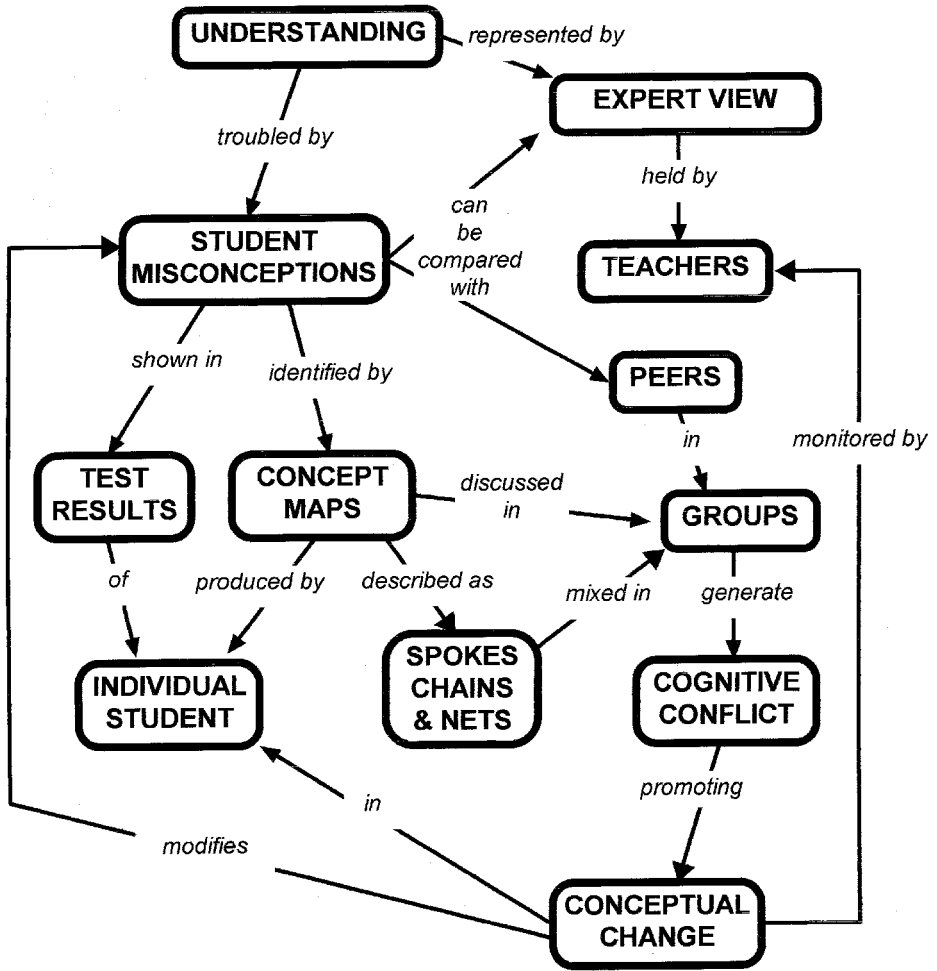 UNDERSTANDING
represented by
EXPERT VIEW
troubled by
held by
can
be
compared
with
STUDENT
MISCONCEPTIONS
TEACHERS
shown in
identified by
PEERS
in
monitored by
TEST
RESULTS
CONCEPT
MAPS
discussed
in
GROUPS
of
produced by
described as
mixed in
generate
INDIVIDUAL
STUDENT
SPOKES
CHAINS
& NETS
COGNITIVE
CONFLICT
promoting
in
modifies
CONCEPTUAL
CHANGE